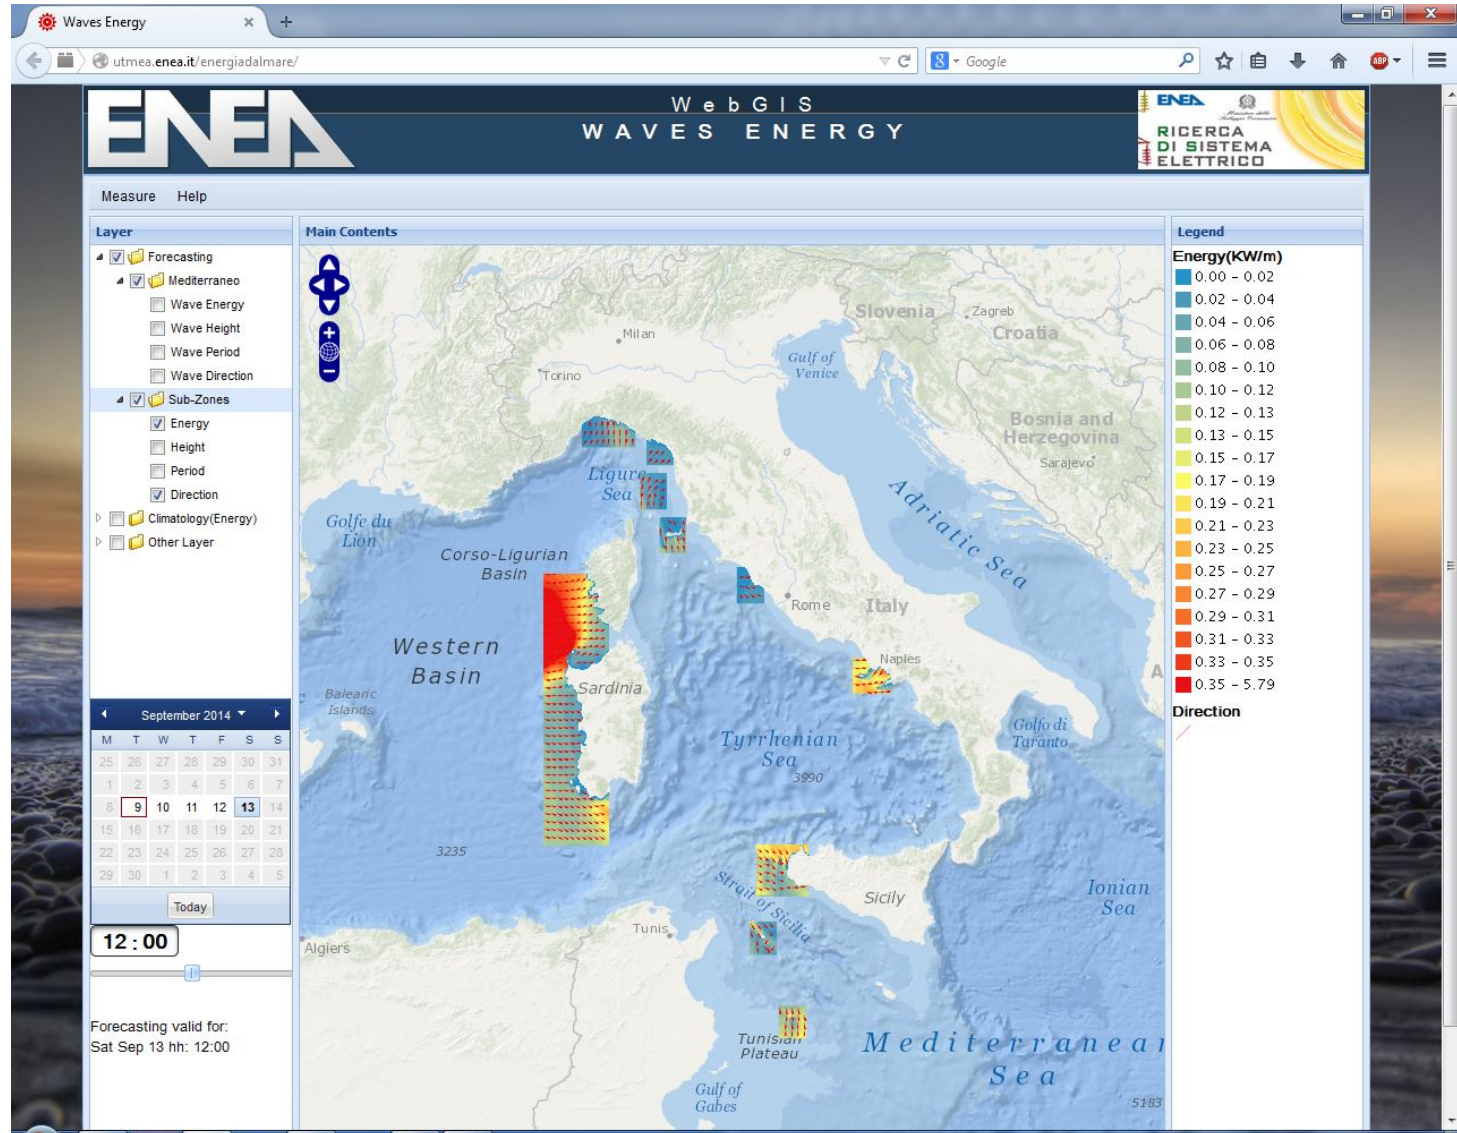 Waves Energy
utmea.enea.it/energiadalmare/
Google
ABP
ENEA
WebGIS
WAVES ENERGY
ENEA
RICERCA
DI SISTEMA
ELETTRICO
Measure Help
Layer
Forecasting
Mediterraneo
Wave Energy
Wave Height
Wave Period
Wave Direction
Sub-Zones
Energy
Height
Period
Direction
Climatology(Energy)
Other Layer
September 2014
M T W T F S S
25 26 27 28 29 30 31
1 2 3 4 5 6 7
8 9 10 11 12 13 14
15 16 17 18 19 20 21
22 23 24 25 26 27 28
29 30 1 2 3 4 5
Today
12 : 00
Forecasting valid for:
Sat Sep 13 hh: 12:00
Main Contents
Slovenia
Zagreb
Croatia
Milan
Gulf of
Venice
Torino
Bosnia and
Herzegovina
Sarajevo
Ligure
Sea
Adriatic Sea
Golfe du
Lion
Corso-Ligurian
Basin
Rome
Italy
Western
Basin
Naples
A
Sardinia
Balearic
Islands
Golfo di
Taranto
Tyrrhenian
Sea
3990
3235
Strait of Sicilia
Sicily
Ionian
Sea
Tunis
Algiers
Tunisian
Plateau
Mediterranean
Sea
Gulf of
Gabes
5183
Legend
Energy(KW/m)
0.00 - 0.02
0.02 - 0.04
0.04 - 0.06
0.06 - 0.08
0.08 - 0.10
0.10 - 0.12
0.12 - 0.13
0.13 - 0.15
0.15 - 0.17
0.17 - 0.19
0.19 - 0.21
0.21 - 0.23
0.23 - 0.25
0.25 - 0.27
0.27 - 0.29
0.29 - 0.31
0.31 - 0.33
0.33 - 0.35
0.35 - 5.79
Direction